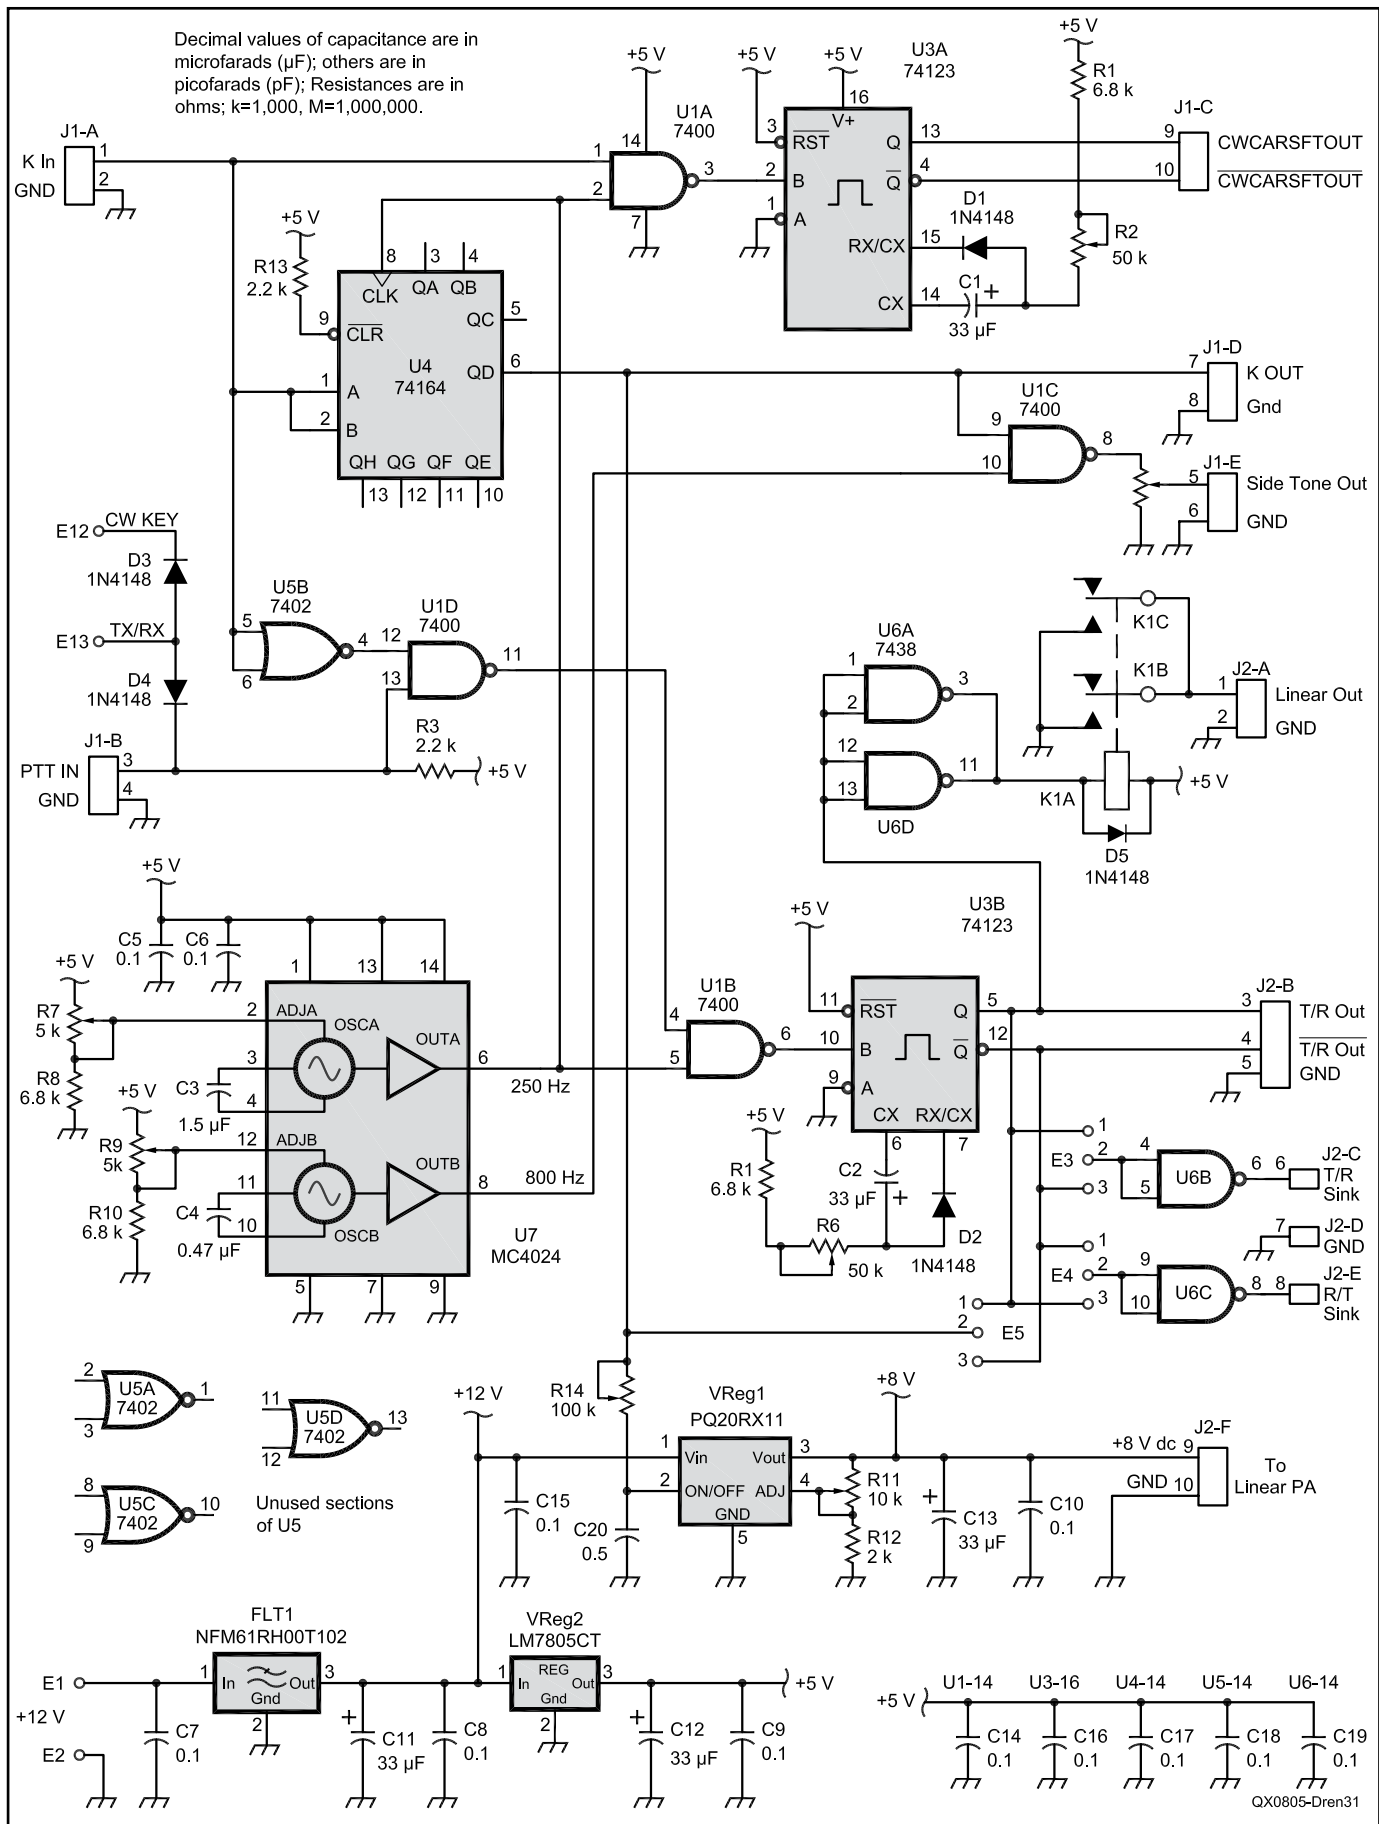 Decimal values of capacitance are in
microfarads (µF); others are in
picofarads (pF); Resistances are in
ohms; k=1,000, M=1,000,000.
+5 V
+5 V
+5 V
U3A
74123
+5 V
R1
6.8 k
J1-A
K In
GND
1
2
U1A
7400
14
1
2
3
7
16
V+
3
RST
2
B
1
A
Q
13
Q
4
RX/CX
15
CX
14
D1
1N4148
C1
+
33 µF
R2
50 k
J1-C
9
CWCARSFTOUT
10
CWCARSFTOUT
+5 V
R13
2.2 k
8
3
4
CLK
QA
QB
QC
5
9
CLR
U4
74164
QD
6
1
A
2
B
QH
QG
QF
QE
13
12
11
10
J1-D
7
K OUT
8
Gnd
U1C
7400
9
10
8
J1-E
5
Side Tone Out
6
GND
E12
CW KEY
D3
1N4148
E13
TX/RX
D4
1N4148
J1-B
PTT IN
3
GND
4
U5B
7402
5
6
4
U1D
7400
12
13
11
R3
2.2 k
+5 V
U6A
7438
1
2
3
12
13
11
U6D
K1C
K1B
K1A
D5
1N4148
+5 V
J2-A
1
Linear Out
2
GND
+5 V
C5
0.1
C6
0.1
+5 V
R7
5 k
R8
6.8 k
+5 V
R9
5k
R10
6.8 k
C3
1.5 µF
C4
0.47 µF
1
13
14
2
ADJA
OSCA
OUTA
3
4
6
250 Hz
12
ADJB
OUTB
11
10
OSCB
8
800 Hz
5
7
9
U7
MC4024
U1B
7400
4
5
6
+5 V
U3B
74123
11
RST
10
B
9
A
Q
5
Q
12
CX
RX/CX
6
7
+5 V
R1
6.8 k
C2
33 µF
+
R6
50 k
D2
1N4148
J2-B
3
T/R Out
4
T/R Out
5
GND
E3
1
2
3
4
5
U6B
6
6
J2-C
T/R
Sink
7
J2-D
GND
E4
1
2
3
9
10
U6C
8
8
J2-E
R/T
Sink
1
2
3
E5
2
3
U5A
7402
1
11
12
U5D
7402
13
8
9
U5C
7402
10
Unused sections
of U5
+12 V
R14
100 k
C15
0.1
C20
0.5
VReg1
PQ20RX11
1
Vin
Vout
3
2
ON/OFF
ADJ
4
GND
5
+8 V
R11
10 k
R12
2 k
+
C13
33 µF
C10
0.1
+8 V dc
9
J2-F
GND
10
To
Linear PA
FLT1
NFM61RH00T102
1
In
Out
3
Gnd
2
VReg2
LM7805CT
REG
1
In
Out
3
Gnd
2
E1
+12 V
E2
C7
0.1
+
C11
33 µF
C8
0.1
+
C12
33 µF
C9
0.1
+5 V
+5 V
U1-14
U3-16
U4-14
U5-14
U6-14
C14
0.1
C16
0.1
C17
0.1
C18
0.1
C19
0.1
QX0805-Dren31